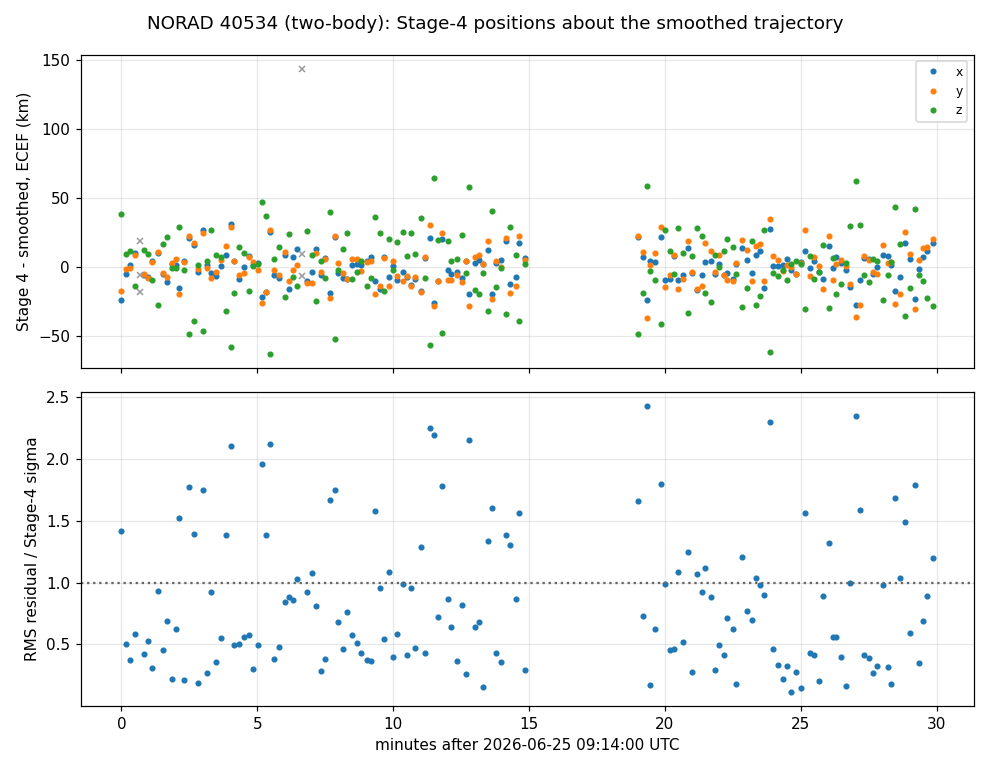 NORAD 40534 (two-body): Stage-4 positions about the smoothed trajectory
Stage 4 - smoothed, ECEF (km)
150
100
50
0
−50
x
y
z
RMS residual / Stage-4 sigma
2.5
2.0
1.5
1.0
0.5
0 5 10 15 20 25 30
minutes after 2026-06-25 09:14:00 UTC